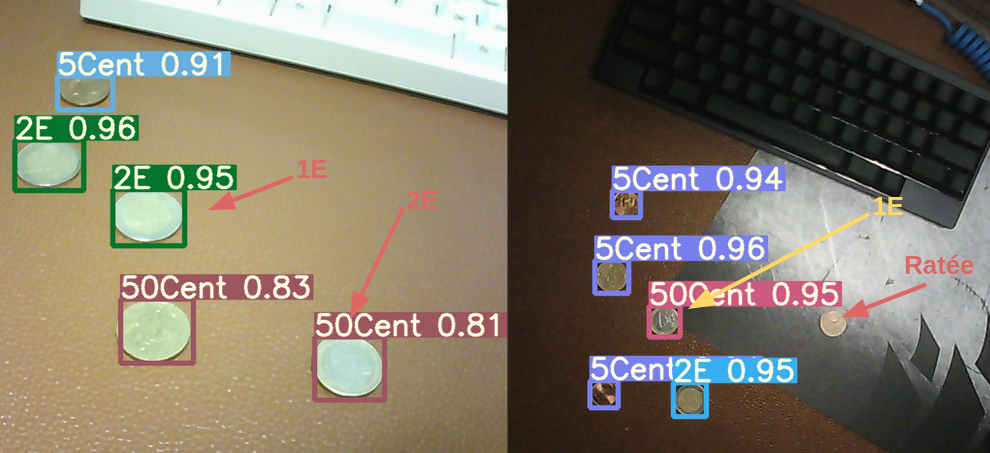 5Cent 0.91
2E 0.96
2E 0.95
1E
2E
50Cent 0.83
50Cent 0.81
5Cent 0.94
1E
5Cent 0.96
Ratée
50Cent 0.95
5Cent
2E 0.95